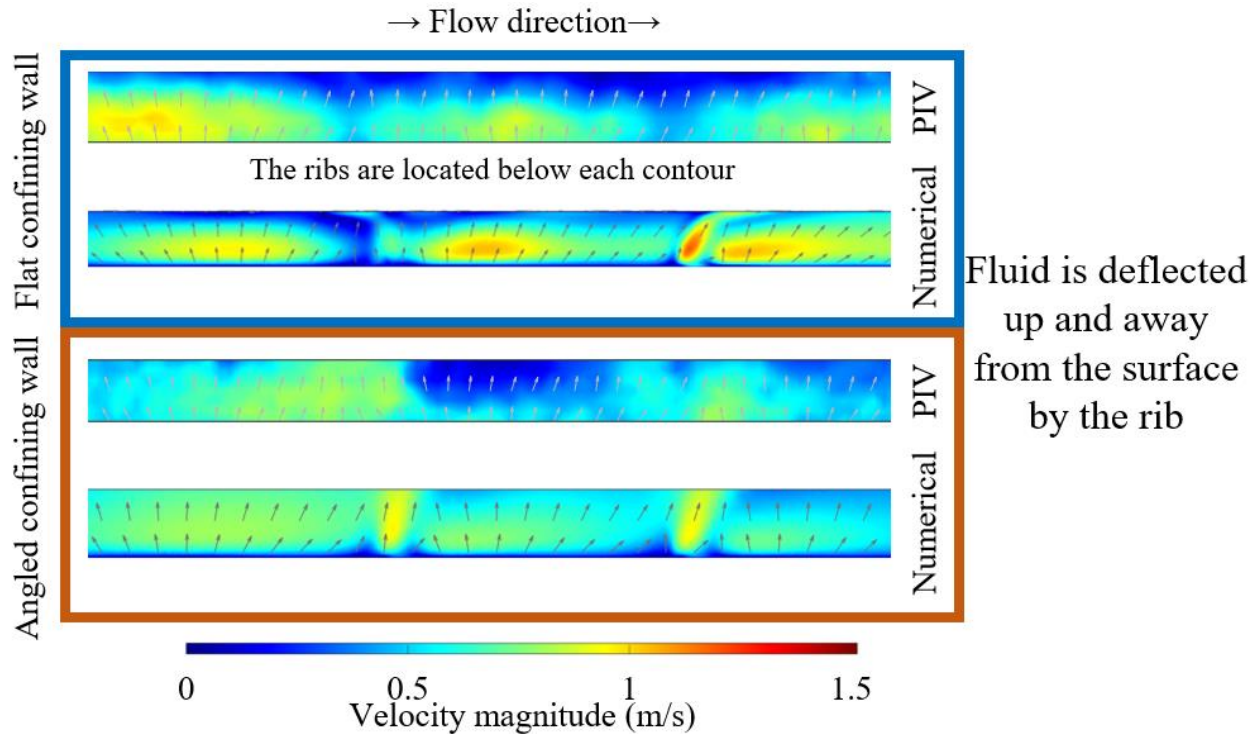 → Flow direction→
Flat confining wall
PIV
The ribs are located below each contour
Numerical
Angled confining wall
PIV
Numerical
Fluid is deflected
up and away
from the surface
by the rib
0 0.5 1 1.5
Velocity magnitude (m/s)